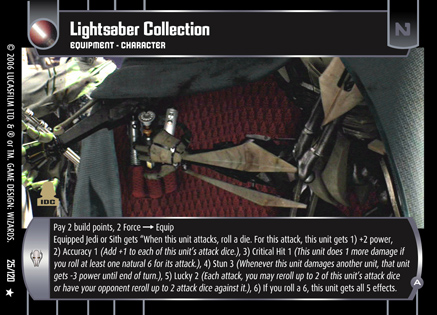 Lightsaber Collection
EQUIPMENT - CHARACTER
N
© 2006 LUCASFILM LTD. & ® or TM. GAME DESIGN: WIZARDS.
IDC
25/110
Pay 2 build points, 2 Force → Equip
Equipped Jedi or Sith gets "When this unit attacks, roll a die. For this attack, this unit gets 1) +2 power,
2) Accuracy 1 (Add +1 to each of this unit's attack dice.), 3) Critical Hit 1 (This unit does 1 more damage if
you roll at least one natural 6 for its attack.), 4) Stun 3 (Whenever this unit damages another unit, that unit
gets -3 power until end of turn.), 5) Lucky 2 (Each attack, you may reroll up to 2 of this unit's attack dice
or have your opponent reroll up to 2 attack dice against it.), 6) If you roll a 6, this unit gets all 5 effects.
A